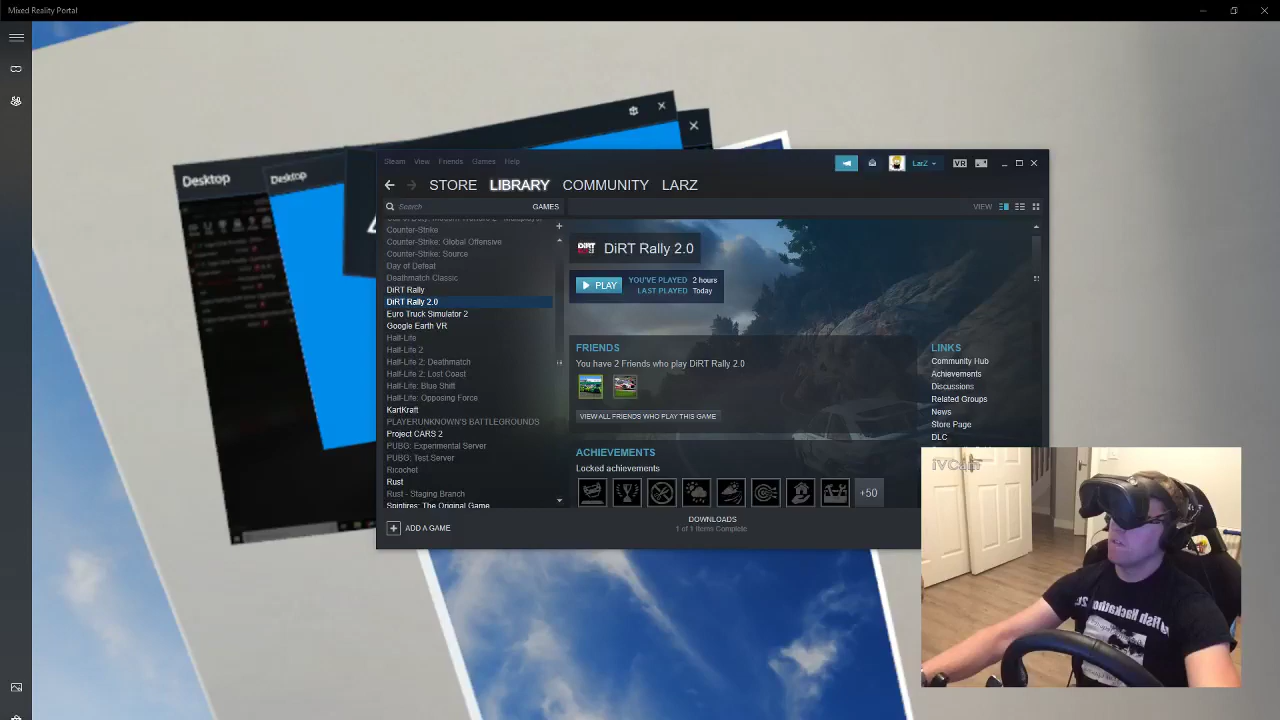 Mixed Reality Portal
Desktop
Desktop
Steam View Friends Games Help
LarZ
VR
STORE LIBRARY COMMUNITY LARZ
Search
GAMES
VIEW
Counter-Strike
Counter-Strike: Global Offensive
Counter-Strike: Source
Day of Defeat
Deathmatch Classic
DiRT Rally
DiRT Rally 2.0
Euro Truck Simulator 2
Google Earth VR
Half-Life
Half-Life 2
Half-Life 2: Deathmatch
Half-Life 2: Lost Coast
Half-Life: Blue Shift
Half-Life: Opposing Force
KartKraft
PLAYERUNKNOWN'S BATTLEGROUNDS
Project CARS 2
PUBG: Experimental Server
PUBG: Test Server
Ricochet
Rust
Rust - Staging Branch
Spintires: The Original Game
ADD A GAME
DiRT Rally 2.0
PLAY
YOU'VE PLAYED 2 hours
LAST PLAYED Today
FRIENDS
You have 2 Friends who play DiRT Rally 2.0
VIEW ALL FRIENDS WHO PLAY THIS GAME
ACHIEVEMENTS
Locked achievements
+50
DOWNLOADS
1 of 1 Items Complete
LINKS
Community Hub
Achievements
Discussions
Related Groups
News
Store Page
DLC
iVCam